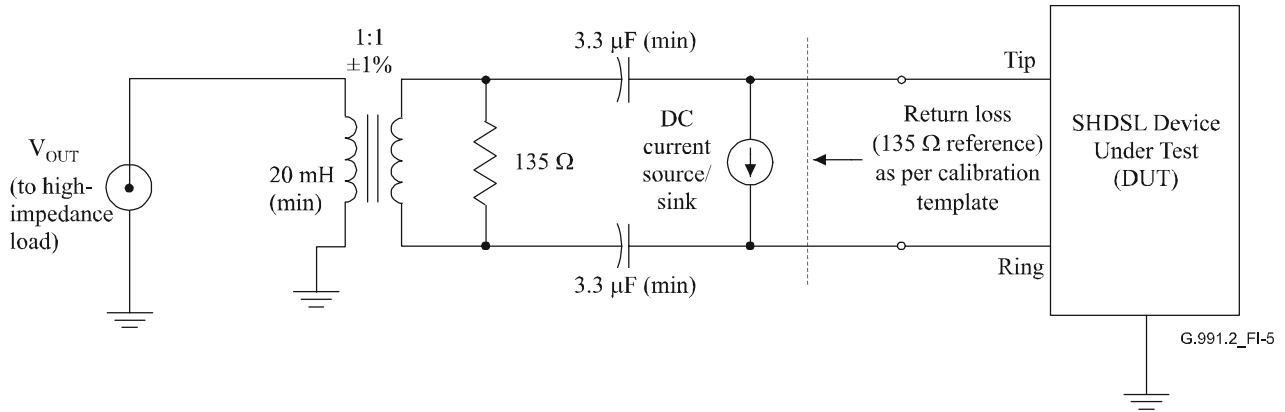 1:1
±1%
3.3 μF (min)
Tip
V_OUT
(to high-
impedance
load)
20 mH
(min)
135 Ω
DC
current
source/
sink
Return loss
(135 Ω reference)
as per calibration
template
SHDSL Device
Under Test
(DUT)
3.3 μF (min)
Ring
G.991.2_FI-5